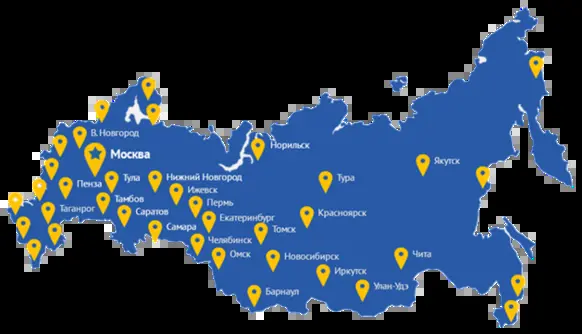 В. Новгород
Москва
Норильск
Якутск
Пенза
Тула
Нижний Новгород
Ижевск
Тура
Таганрог
Тамбов
Саратов
Пермь
Красноярск
Самара
Екатеринбург
Томск
Челябинск
Омск
Новосибирск
Чита
Иркутск
Барнаул
Улан-Удэ